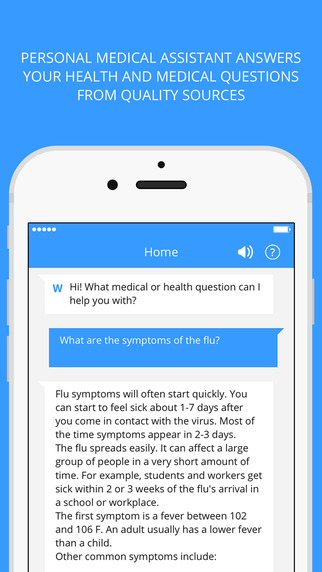 PERSONAL MEDICAL ASSISTANT ANSWERS
YOUR HEALTH AND MEDICAL QUESTIONS
FROM QUALITY SOURCES
Home
?
W Hi! What medical or health question can I
help you with?
What are the symptoms of the flu?
Flu symptoms will often start quickly. You
can start to feel sick about 1-7 days after
you come in contact with the virus. Most of
the time symptoms appear in 2-3 days.
The flu spreads easily. It can affect a large
group of people in a very short amount of
time. For example, students and workers get
sick within 2 or 3 weeks of the flu's arrival in
a school or workplace.
The first symptom is a fever between 102
and 106 F. An adult usually has a lower fever
than a child.
Other common symptoms include: